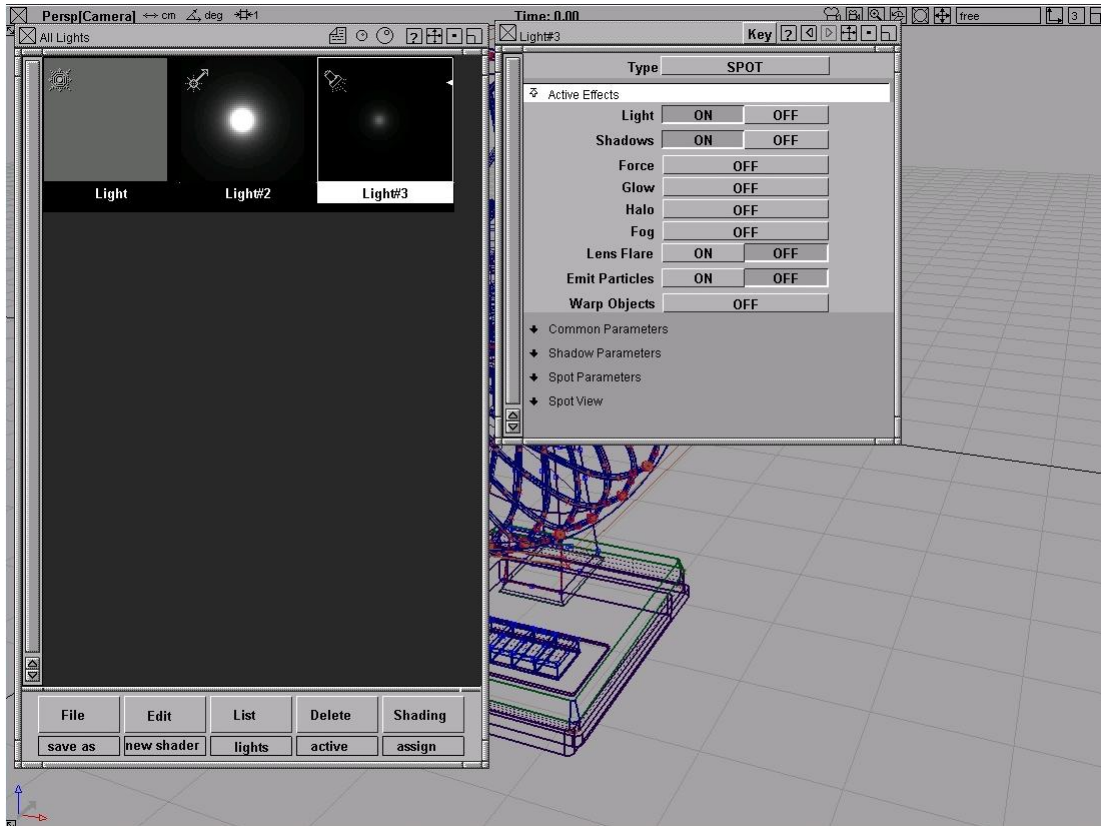 Persp[Camera] cm deg 1
Time: 0.00
free
3
All Lights
Light
Light#2
Light#3
File Edit List Delete Shading
save as new shader lights active assign
Light#3
Key ?
Type SPOT
Active Effects
Light ON OFF
Shadows ON OFF
Force OFF
Glow OFF
Halo OFF
Fog OFF
Lens Flare ON OFF
Emit Particles ON OFF
Warp Objects OFF
Common Parameters
Shadow Parameters
Spot Parameters
Spot View